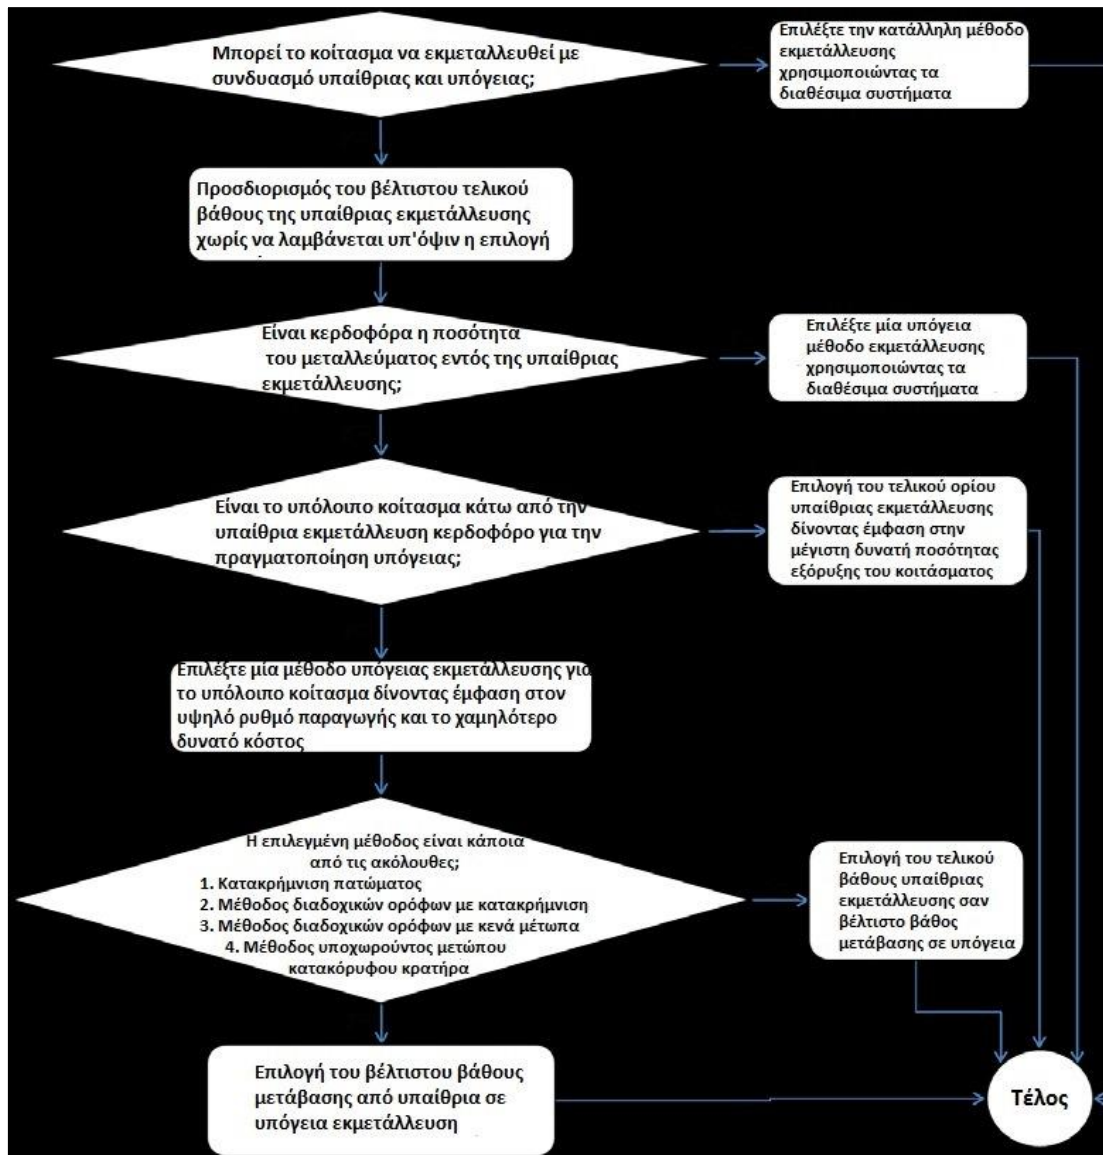 Μπορεί το κοίτασμα να εκμεταλλευθεί με
συνδυασμό υπαίθριας και υπόγειας;
Επιλέξτε την κατάλληλη μέθοδο
εκμετάλλευσης
χρησιμοποιώντας τα
διαθέσιμα συστήματα
Προσδιορισμός του βέλτιστου τελικού
βάθους της υπαίθριας εκμετάλλευσης
χωρίς να λαμβάνεται υπ'όψιν η επιλογή
Είναι κερδοφόρα η ποσότητα
του μεταλλεύματος εντός της υπαίθριας
εκμετάλλευσης;
Επιλέξτε μία υπόγεια
μέθοδο εκμετάλλευσης
χρησιμοποιώντας τα
διαθέσιμα συστήματα
Είναι το υπόλοιπο κοίτασμα κάτω από την
υπαίθρια εκμετάλλευση κερδοφόρο για την
πραγματοποίηση υπόγειας;
Επιλογή του τελικού ορίου
υπαίθριας εκμετάλλευσης
δίνοντας έμφαση στην
μέγιστη δυνατή ποσότητας
εξόρυξης του κοιτάσματος
Επιλέξτε μία μέθοδο υπόγειας εκμετάλλευσης για
το υπόλοιπο κοίτασμα δίνοντας έμφαση στον
υψηλό ρυθμό παραγωγής και το χαμηλότερο
δυνατό κόστος
Η επιλεγμένη μέθοδος είναι κάποια
από τις ακόλουθες;
1. Κατακρήμνιση πατώματος
2. Μέθοδος διαδοχικών ορόφων με κατακρήμνιση
3. Μέθοδος διαδοχικών ορόφων με κενά μέτωπα
4. Μέθοδος υποχωρούντος μετώπου
κατακόρυφου κρατήρα
Επιλογή του τελικού
βάθους υπαίθριας
εκμετάλλευσης σαν
βέλτιστο βάθος
μετάβασης σε υπόγεια
Επιλογή του βέλτιστου βάθους
μετάβασης από υπαίθρια σε
υπόγεια εκμετάλλευση
Τέλος